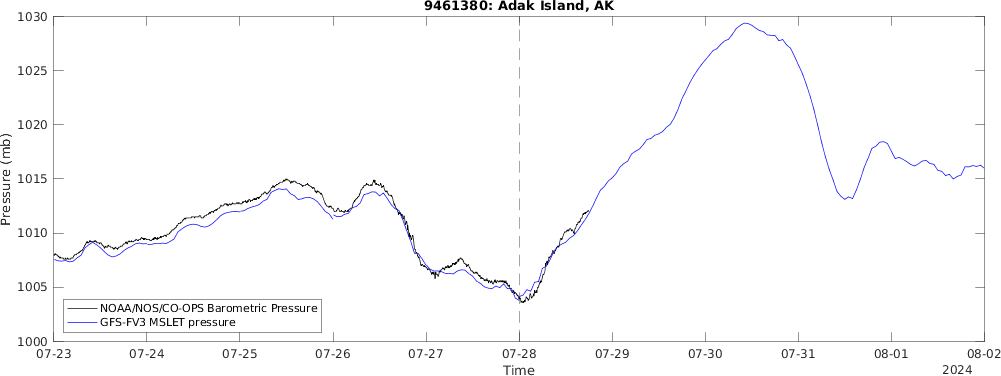 9461380: Adak Island, AK
Pressure (mb)
1030
1025
1020
1015
1010
1005
1000
NOAA/NOS/CO-OPS Barometric Pressure
GFS-FV3 MSLET pressure
07-23 07-24 07-25 07-26 07-27 07-28 07-29 07-30 07-31 08-01 08-02
Time
2024